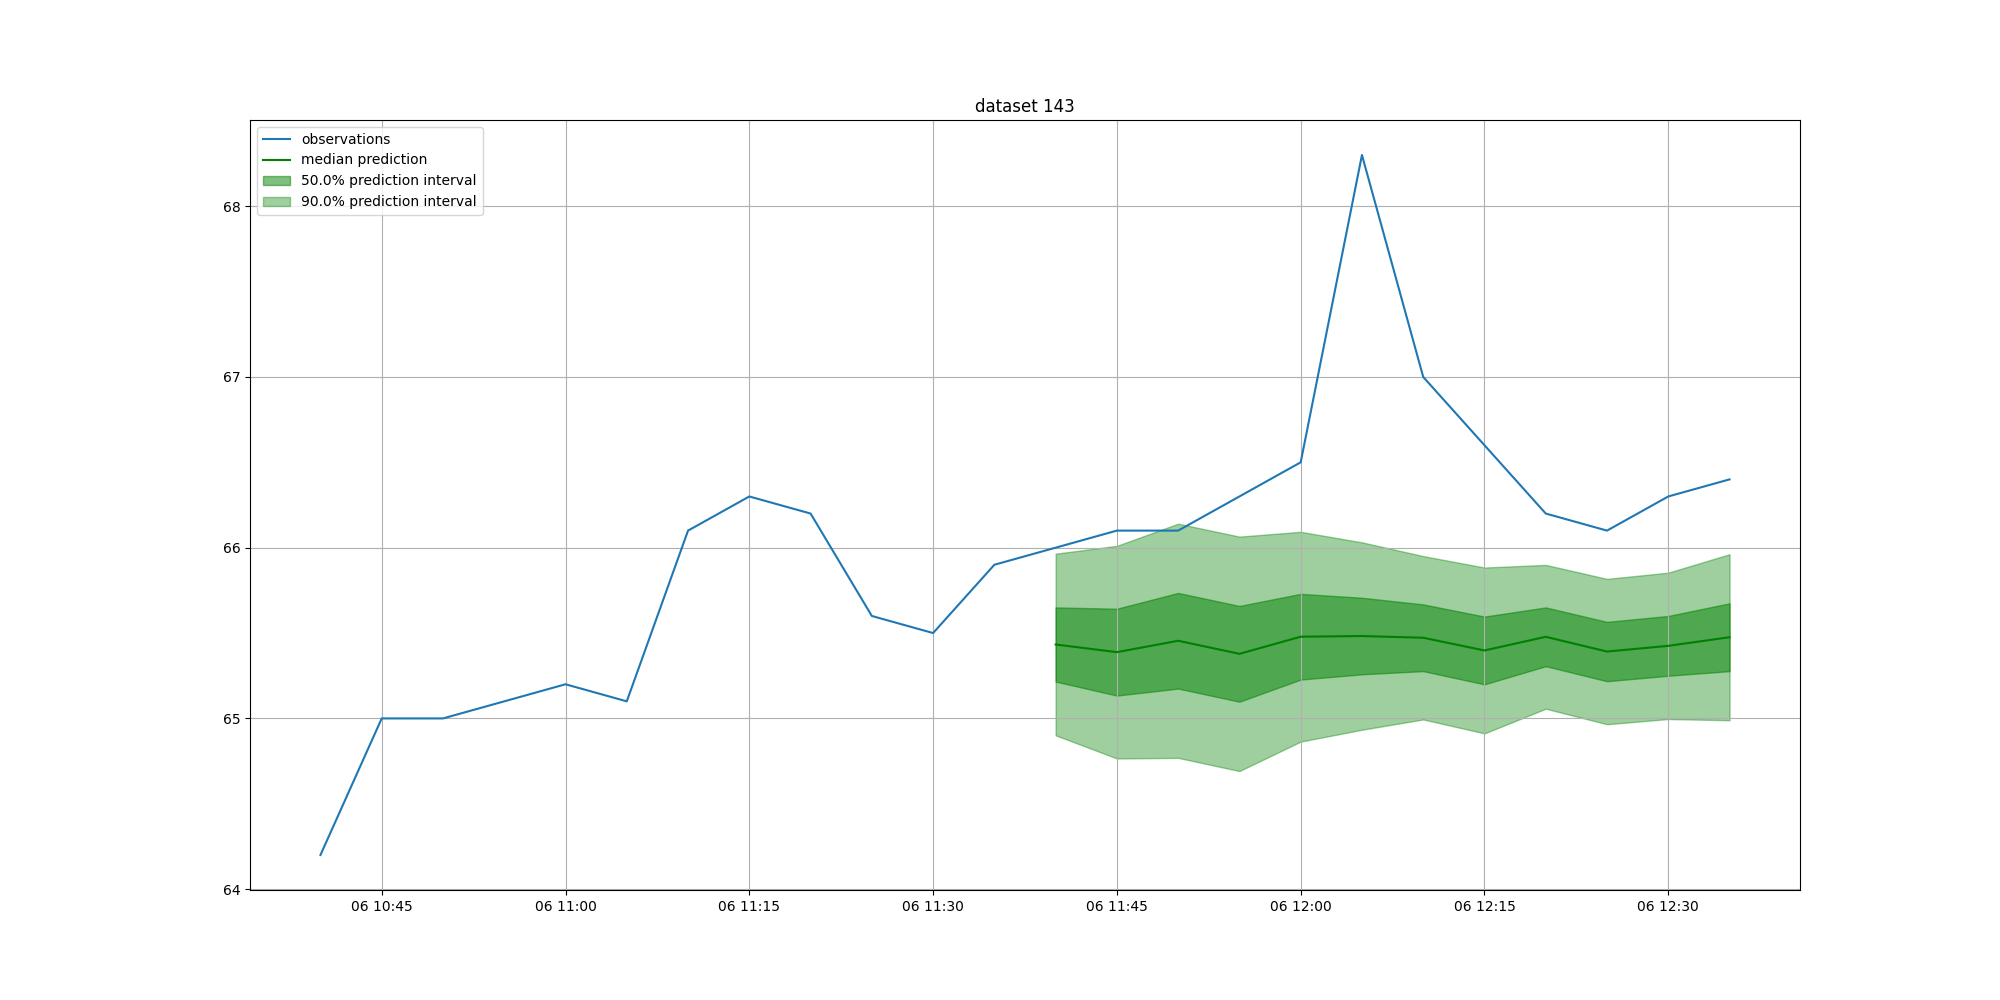 dataset 143
observations
median prediction
50.0% prediction interval
90.0% prediction interval
68
67
66
65
64
06 10:45
06 11:00
06 11:15
06 11:30
06 11:45
06 12:00
06 12:15
06 12:30